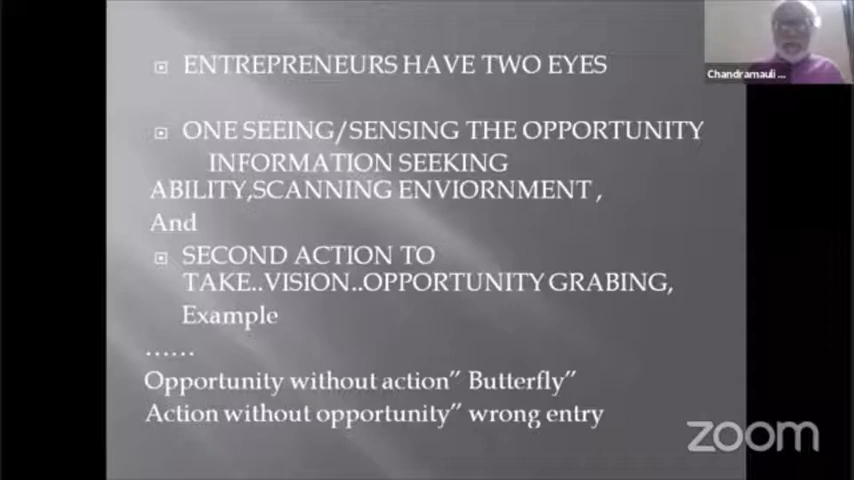 ENTREPRENEURS HAVE TWO EYES
Chandramauli ...
ONE SEEING/SENSING THE OPPORTUNITY
INFORMATION SEEKING
ABILITY,SCANNING ENVIORNMENT ,
And
SECOND ACTION TO
TAKE..VISION..OPPORTUNITY GRABING,
Example
……
Opportunity without action” Butterfly”
Action without opportunity” wrong entry
zoom